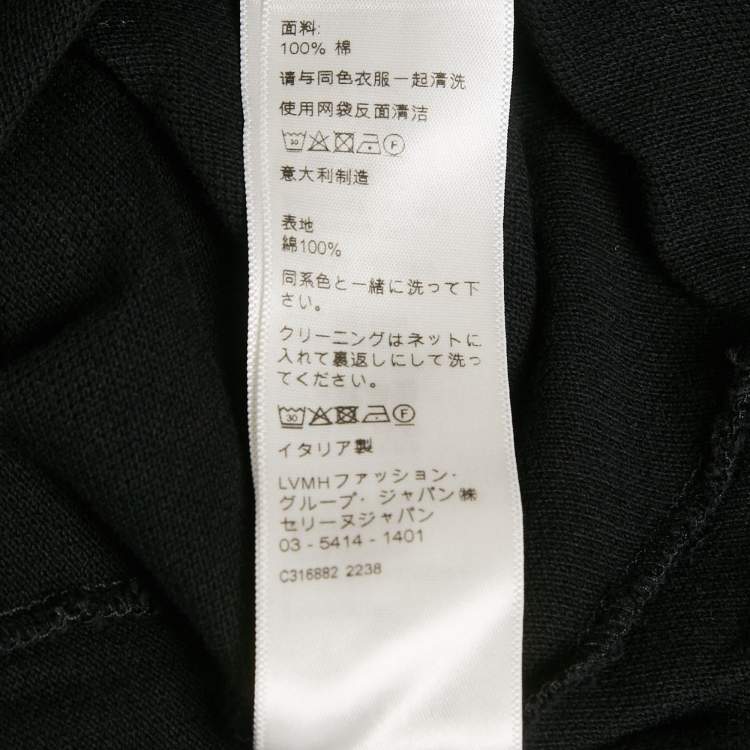 面料:
100% 棉
请与同色衣服一起清洗
使用网袋反面清洁
30 F
意大利制造
表地
綿100%
同系色と一緒に洗って下
さい。
クリーニングはネットに
入れて裏返しにして洗っ
てください。
30 F
イタリア製
LVMHファッション・
グループ・ジャパン㈱
セリーヌジャパン
03 - 5414 - 1401
C316882 2238